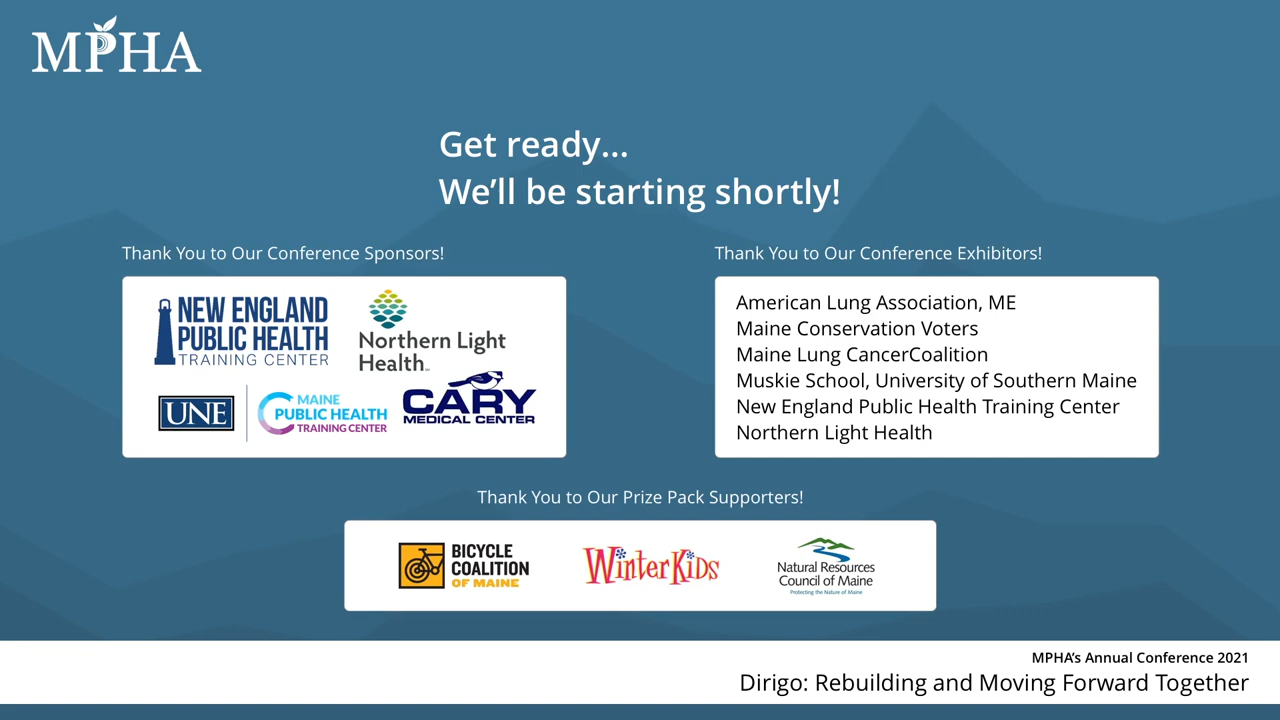 MPHA
Get ready...
We'll be starting shortly!
Thank You to Our Conference Sponsors!
NEW ENGLAND
PUBLIC HEALTH
TRAINING CENTER
Northern Light
Health
UNE
MAINE
PUBLIC HEALTH
TRAINING CENTER
CARY
MEDICAL CENTER
Thank You to Our Conference Exhibitors!
American Lung Association, ME
Maine Conservation Voters
Maine Lung CancerCoalition
Muskie School, University of Southern Maine
New England Public Health Training Center
Northern Light Health
Thank You to Our Prize Pack Supporters!
BICYCLE
COALITION
OF MAINE
WinterKids
Natural Resources
Council of Maine
Protecting the Nature of Maine
MPHA's Annual Conference 2021
Dirigo: Rebuilding and Moving Forward Together